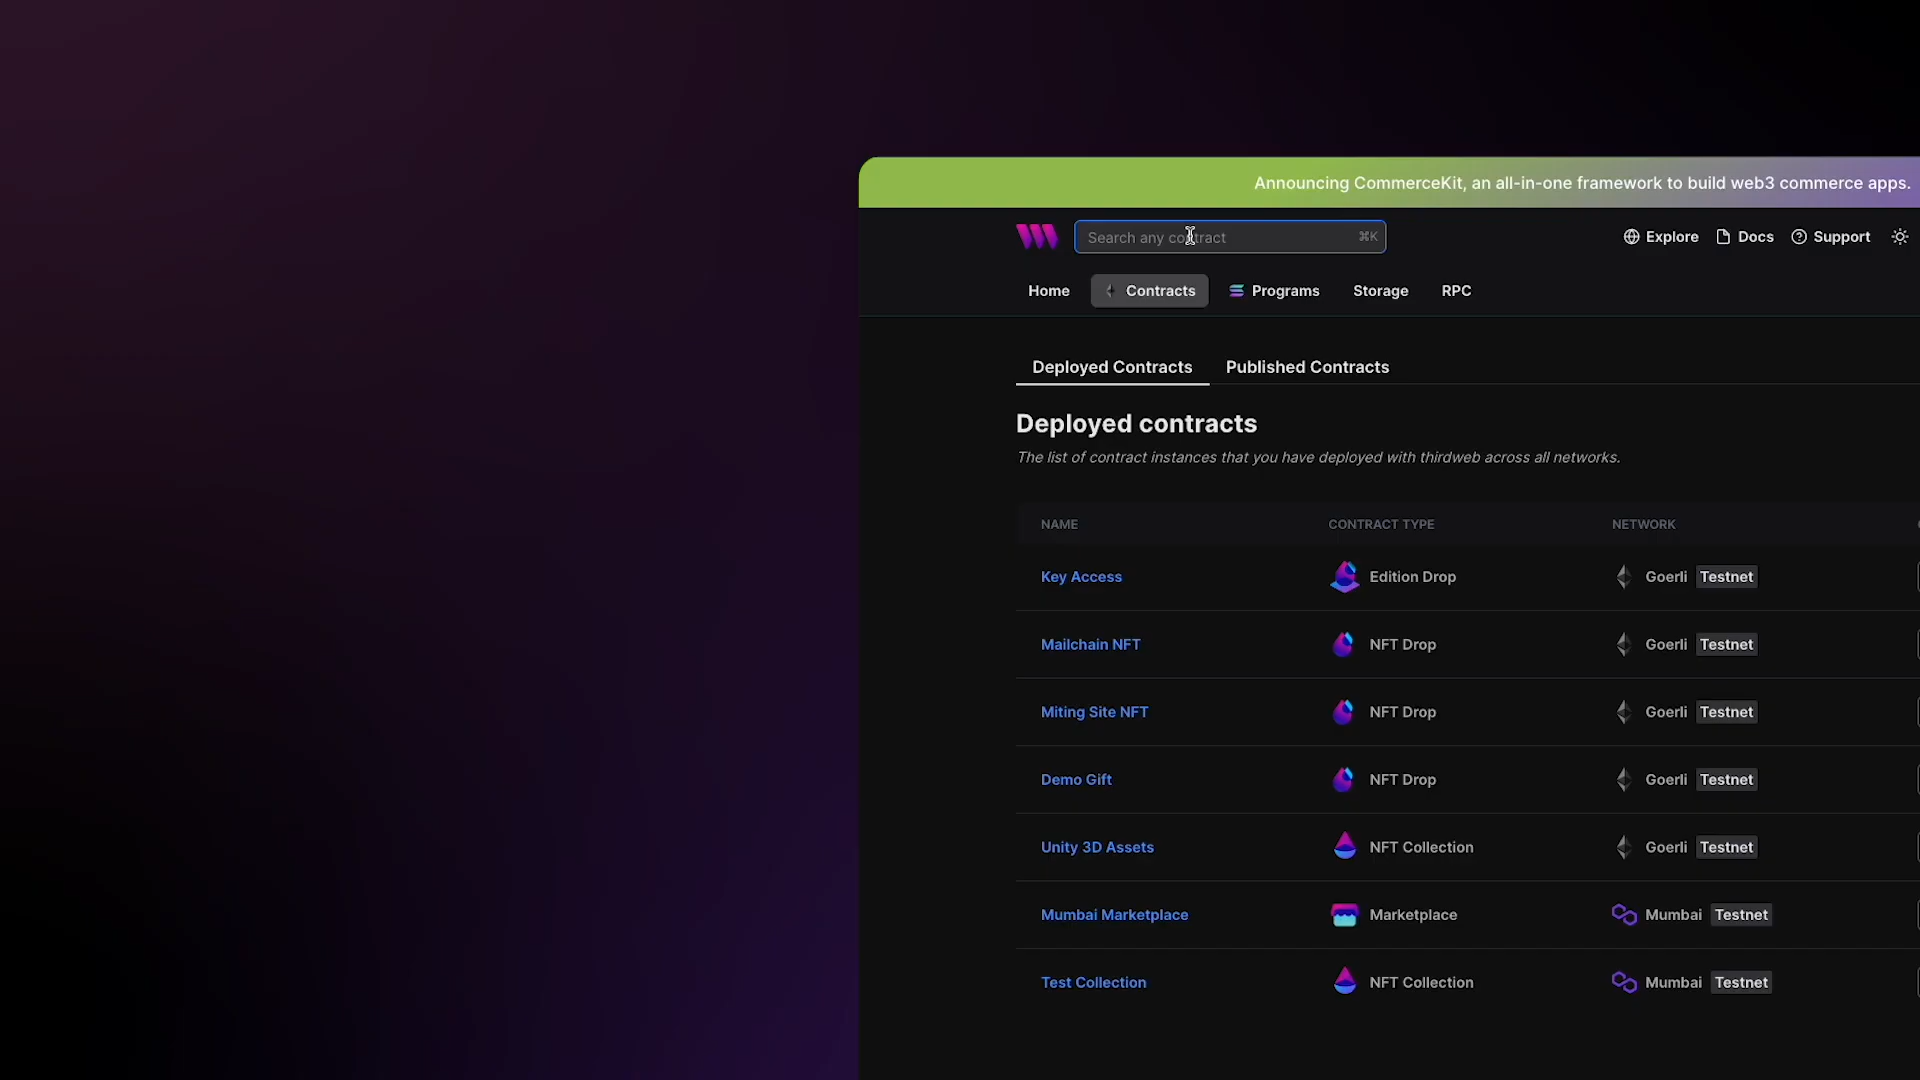 Announcing CommerceKit, an all-in-one framework to build web3 commerce apps.
Search any contract ⌘K
Explore Docs Support
Home Contracts Programs Storage RPC
Deployed Contracts Published Contracts
Deployed contracts
The list of contract instances that you have deployed with thirdweb across all networks.
NAME CONTRACT TYPE NETWORK
Key Access Edition Drop Goerli Testnet
Mailchain NFT NFT Drop Goerli Testnet
Miting Site NFT NFT Drop Goerli Testnet
Demo Gift NFT Drop Goerli Testnet
Unity 3D Assets NFT Collection Goerli Testnet
Mumbai Marketplace Marketplace Mumbai Testnet
Test Collection NFT Collection Mumbai Testnet